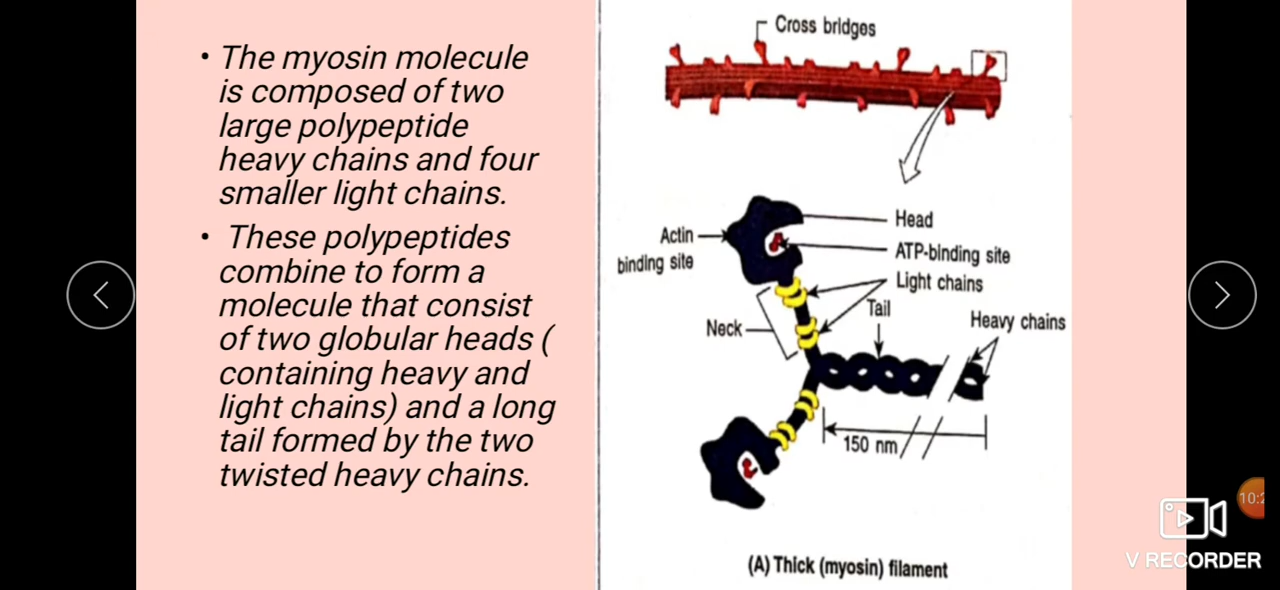 • The myosin molecule
is composed of two
large polypeptide
heavy chains and four
smaller light chains.
• These polypeptides
combine to form a
molecule that consist
of two globular heads (
containing heavy and
light chains) and a long
tail formed by the two
twisted heavy chains.
Cross bridges
Head
Actin
binding site
ATP-binding site
Light chains
Tail
Neck
Heavy chains
150 nm
(A) Thick (myosin) filament
V RECORDER